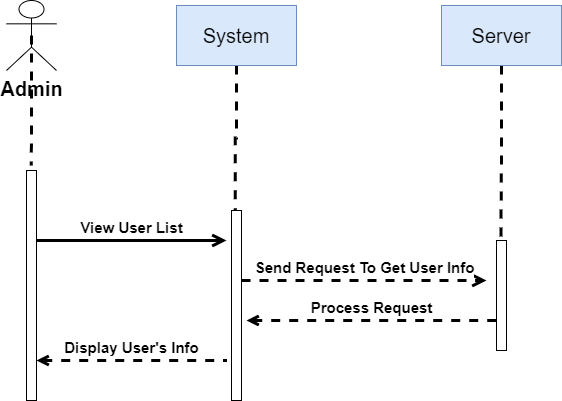 System
Server
Admin
View User List
Send Request To Get User Info
Process Request
Display User's Info